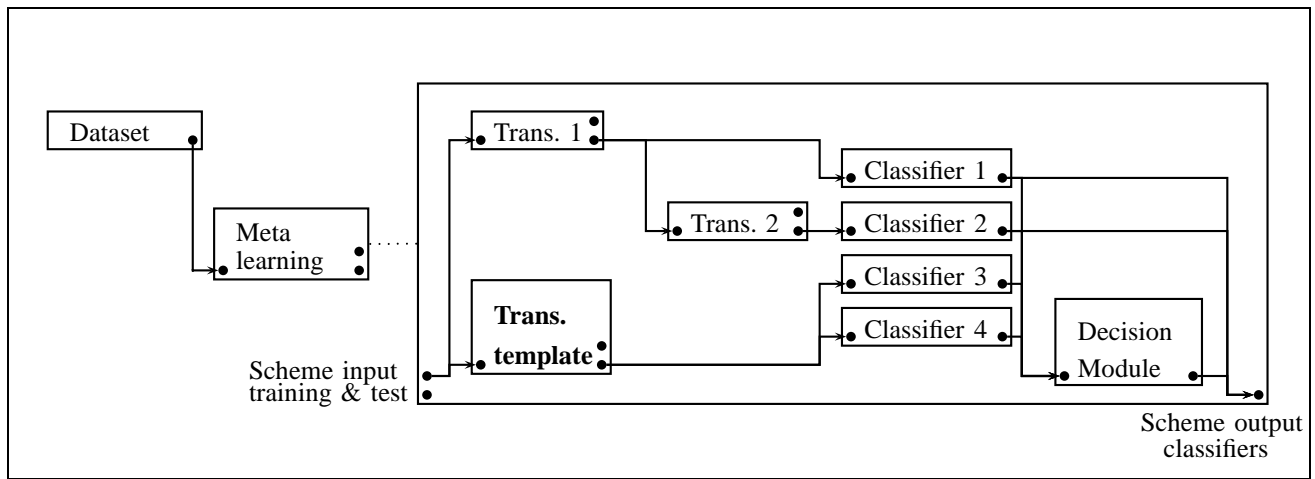 Dataset
Meta
learning
Trans. 1
Trans. 2
Trans.
template
Classifier 1
Classifier 2
Classifier 3
Classifier 4
Decision
Module
Scheme input
training & test
Scheme output
classifiers